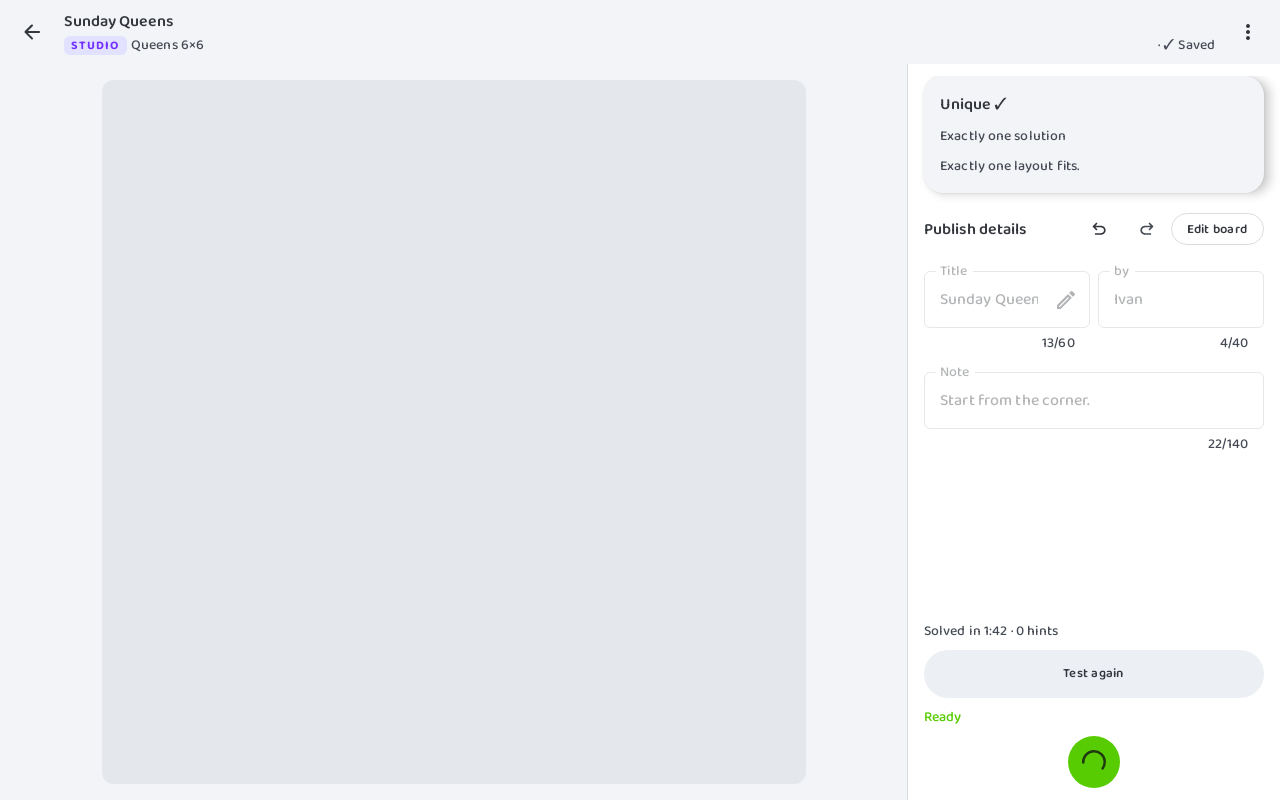 Sunday Queens
STUDIO Queens 6×6
· ✓ Saved
Unique ✓
Exactly one solution
Exactly one layout fits.
Publish details
Edit board
Title
Sunday Queen
13/60
by
Ivan
4/40
Note
Start from the corner.
22/140
Solved in 1:42 · 0 hints
Test again
Ready